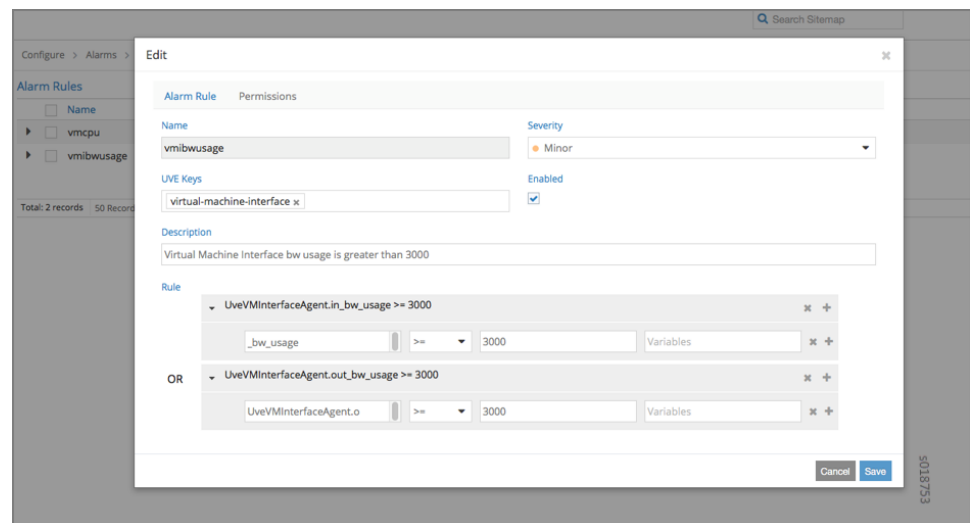 Search Sitemap
Configure > Alarms >
Edit
Alarm Rules
Name
vmcpu
vmibwusage
Total: 2 records 50 Record
Alarm Rule Permissions
Name Severity
vmibwusage Minor
UVE Keys Enabled
virtual-machine-interface x
Description
Virtual Machine Interface bw usage is greater than 3000
Rule
UveVMInterfaceAgent.in_bw_usage >= 3000
_bw_usage >= 3000 Variables
OR UveVMInterfaceAgent.out_bw_usage >= 3000
UveVMInterfaceAgent.o >= 3000 Variables
Cancel Save
s018753